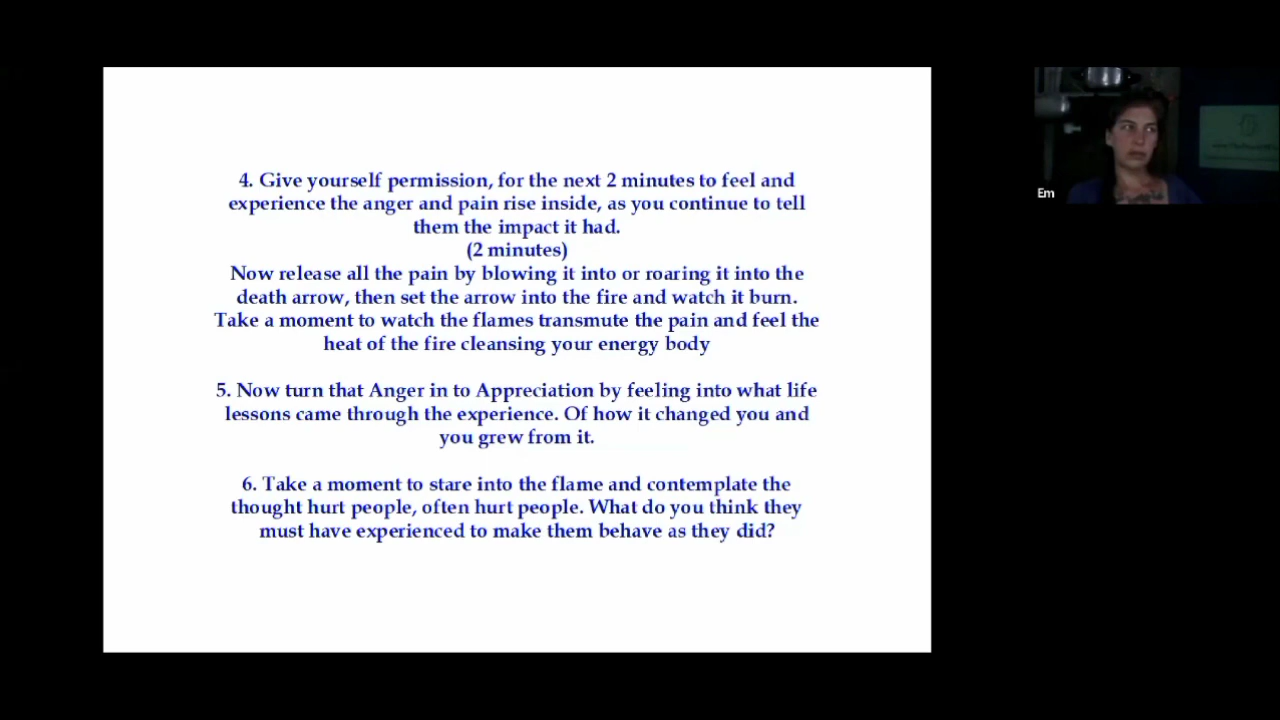 4. Give yourself permission, for the next 2 minutes to feel and
experience the anger and pain rise inside, as you continue to tell
them the impact it had.
(2 minutes)
Now release all the pain by blowing it into or roaring it into the
death arrow, then set the arrow into the fire and watch it burn.
Take a moment to watch the flames transmute the pain and feel the
heat of the fire cleansing your energy body
5. Now turn that Anger in to Appreciation by feeling into what life
lessons came through the experience. Of how it changed you and
you grew from it.
6. Take a moment to stare into the flame and contemplate the
thought hurt people, often hurt people. What do you think they
must have experienced to make them behave as they did?
Em